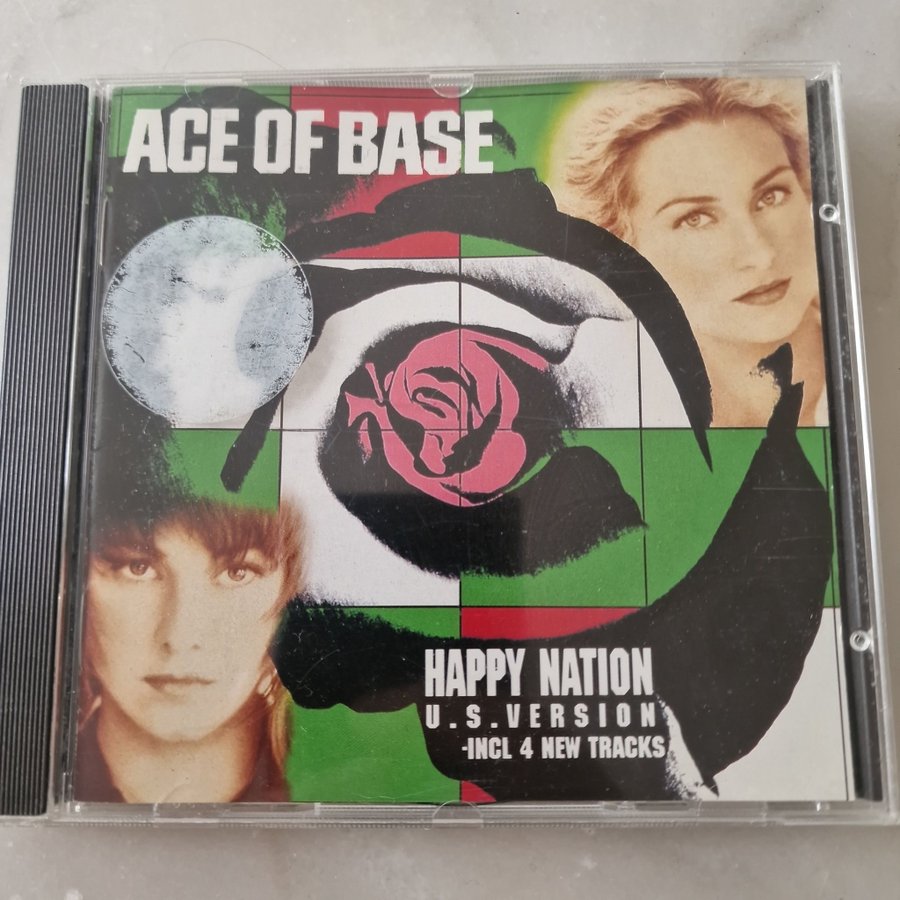 ACE OF BASE
HAPPY NATION
U.S.VERSION
-INCL 4 NEW TRACKS